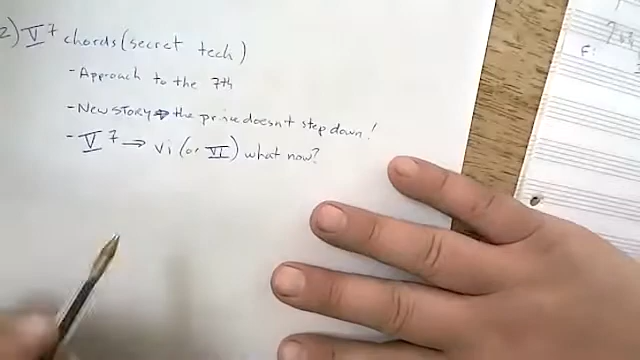 2) V7 chords (secret tech)
- Approach to the 7th
- New STORY → the prince doesn't step down!
- V7 → vi (or VI) what now?
F: